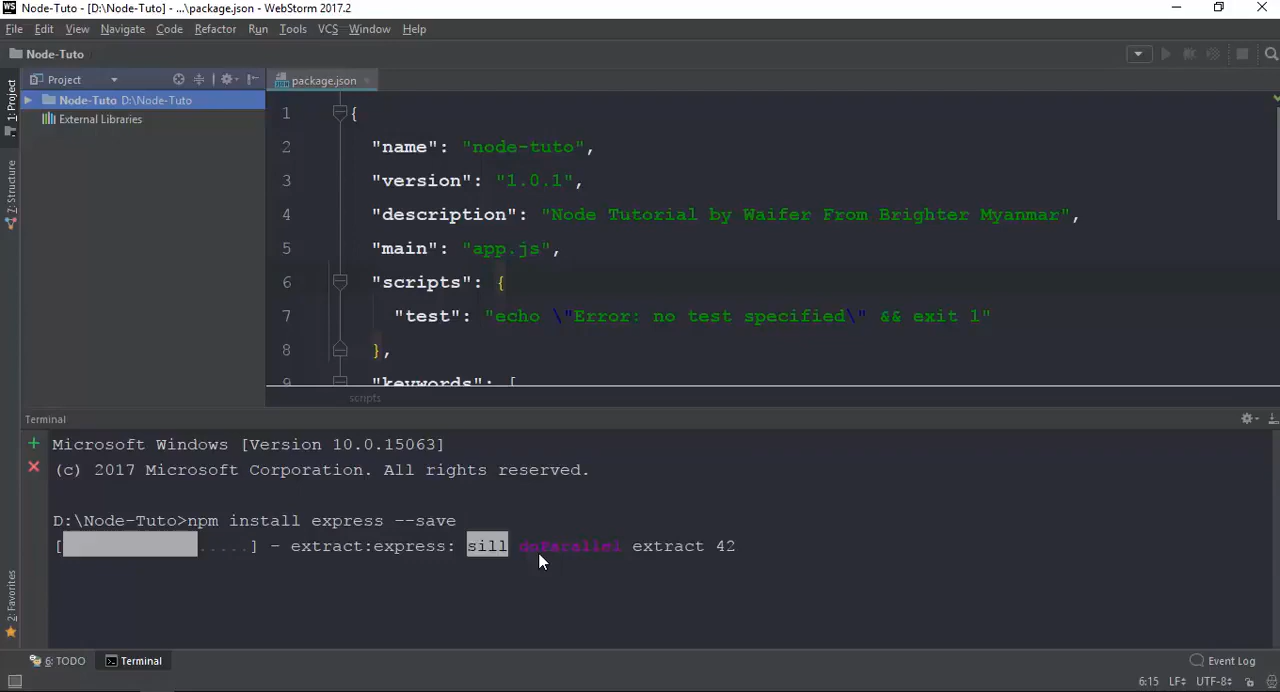 Node-Tuto - [D:\Node-Tuto] - ...\package.json - WebStorm 2017.2
File Edit View Navigate Code Refactor Run Tools VCS Window Help
Node-Tuto
Project
package.json
1: Project
Node-Tuto D:\Node-Tuto
External Libraries
7: Structure
1 {
2 "name": "node-tuto",
3 "version": "1.0.1",
4 "description": "Node Tutorial by Waifer From Brighter Myanmar",
5 "main": "app.js",
6 "scripts": {
7 "test": "echo \"Error: no test specified\" && exit 1"
8 },
9 "keywords": [
scripts
Terminal
Microsoft Windows [Version 10.0.15063]
(c) 2017 Microsoft Corporation. All rights reserved.
D:\Node-Tuto>npm install express --save
[ .....] - extract:express: sill doParallel extract 42
2: Favorites
6: TODO Terminal Event Log
6:15 LF UTF-8